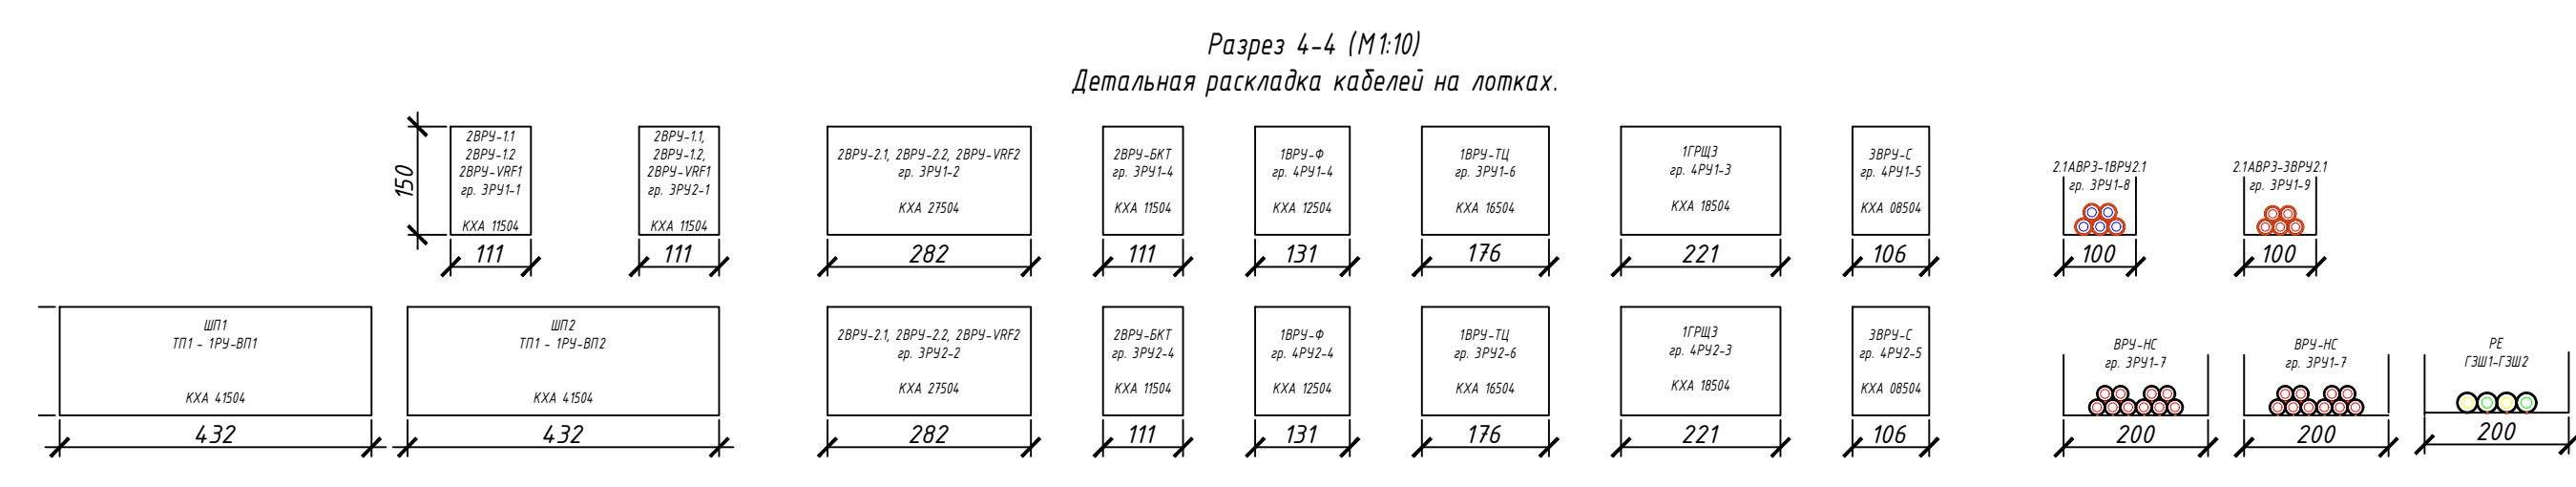 Разрез 4-4 (М1:10)
Детальная раскладка кабелей на лотках.
150
2ВРУ-1.1
2ВРУ-1.2
2ВРУ-VRF1
гр. 3РУ1-1
КХА 11504
111
2ВРУ-1.1,
2ВРУ-1.2,
2ВРУ-VRF1
гр. 3РУ2-1
КХА 11504
111
2ВРУ-2.1, 2ВРУ-2.2, 2ВРУ-VRF2
гр. 3РУ1-2
КХА 27504
282
2ВРУ-БКТ
гр. 3РУ1-4
КХА 11504
111
1ВРУ-Ф
гр. 4РУ1-4
КХА 12504
131
1ВРУ-ТЦ
гр. 3РУ1-6
КХА 16504
176
1ГРЩ3
гр. 4РУ1-3
КХА 18504
221
3ВРУ-С
гр. 4РУ1-5
КХА 08504
106
2.1АВР3-1ВРУ2.1
гр. 3РУ1-8
100
2.1АВР3-3ВРУ2.1
гр. 3РУ1-9
100
ШП1
ТП1 - 1РУ-ВП1
КХА 41504
432
ШП2
ТП1 - 1РУ-ВП2
КХА 41504
432
2ВРУ-2.1, 2ВРУ-2.2, 2ВРУ-VRF2
гр. 3РУ2-2
КХА 27504
282
2ВРУ-БКТ
гр. 3РУ2-4
КХА 11504
111
1ВРУ-Ф
гр. 4РУ2-4
КХА 12504
131
1ВРУ-ТЦ
гр. 3РУ2-6
КХА 16504
176
1ГРЩ3
гр. 4РУ2-3
КХА 18504
221
3ВРУ-С
гр. 4РУ2-5
КХА 08504
106
ВРУ-НС
гр. 3РУ1-7
200
ВРУ-НС
гр. 3РУ1-7
200
РЕ
ГЗШ1-ГЗШ2
200